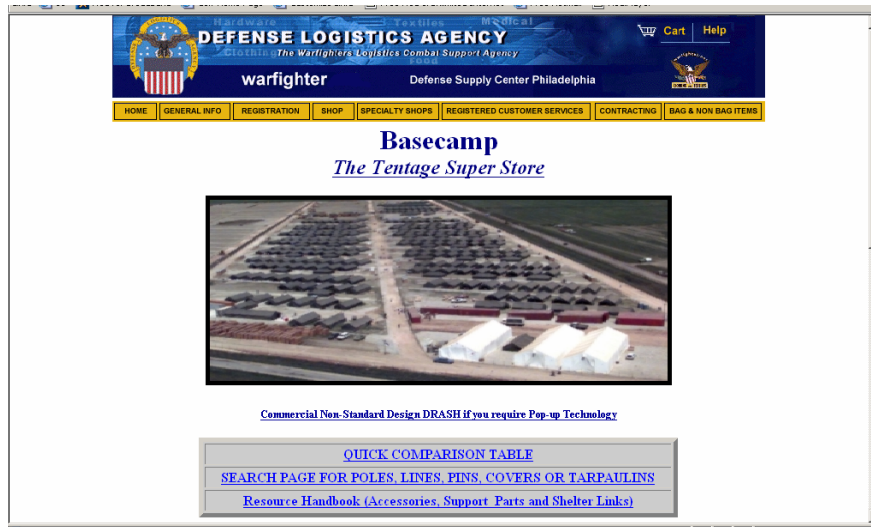 Hardware Textiles Medical
DEFENSE LOGISTICS AGENCY
Clothing The Warfighters Logistics Combat Support Agency
Food
Cart Help
warfighter Defense Supply Center Philadelphia
HOME GENERAL INFO REGISTRATION SHOP SPECIALTY SHOPS REGISTERED CUSTOMER SERVICES CONTRACTING BAG & NON BAG ITEMS
Basecamp
The Tentage Super Store
Commercial Non-Standard Design DRASH if you require Pop-up Technology
QUICK COMPARISON TABLE
SEARCH PAGE FOR POLES, LINES, PINS, COVERS OR TARPAULINS
Resource Handbook (Accessories, Support Parts and Shelter Links)